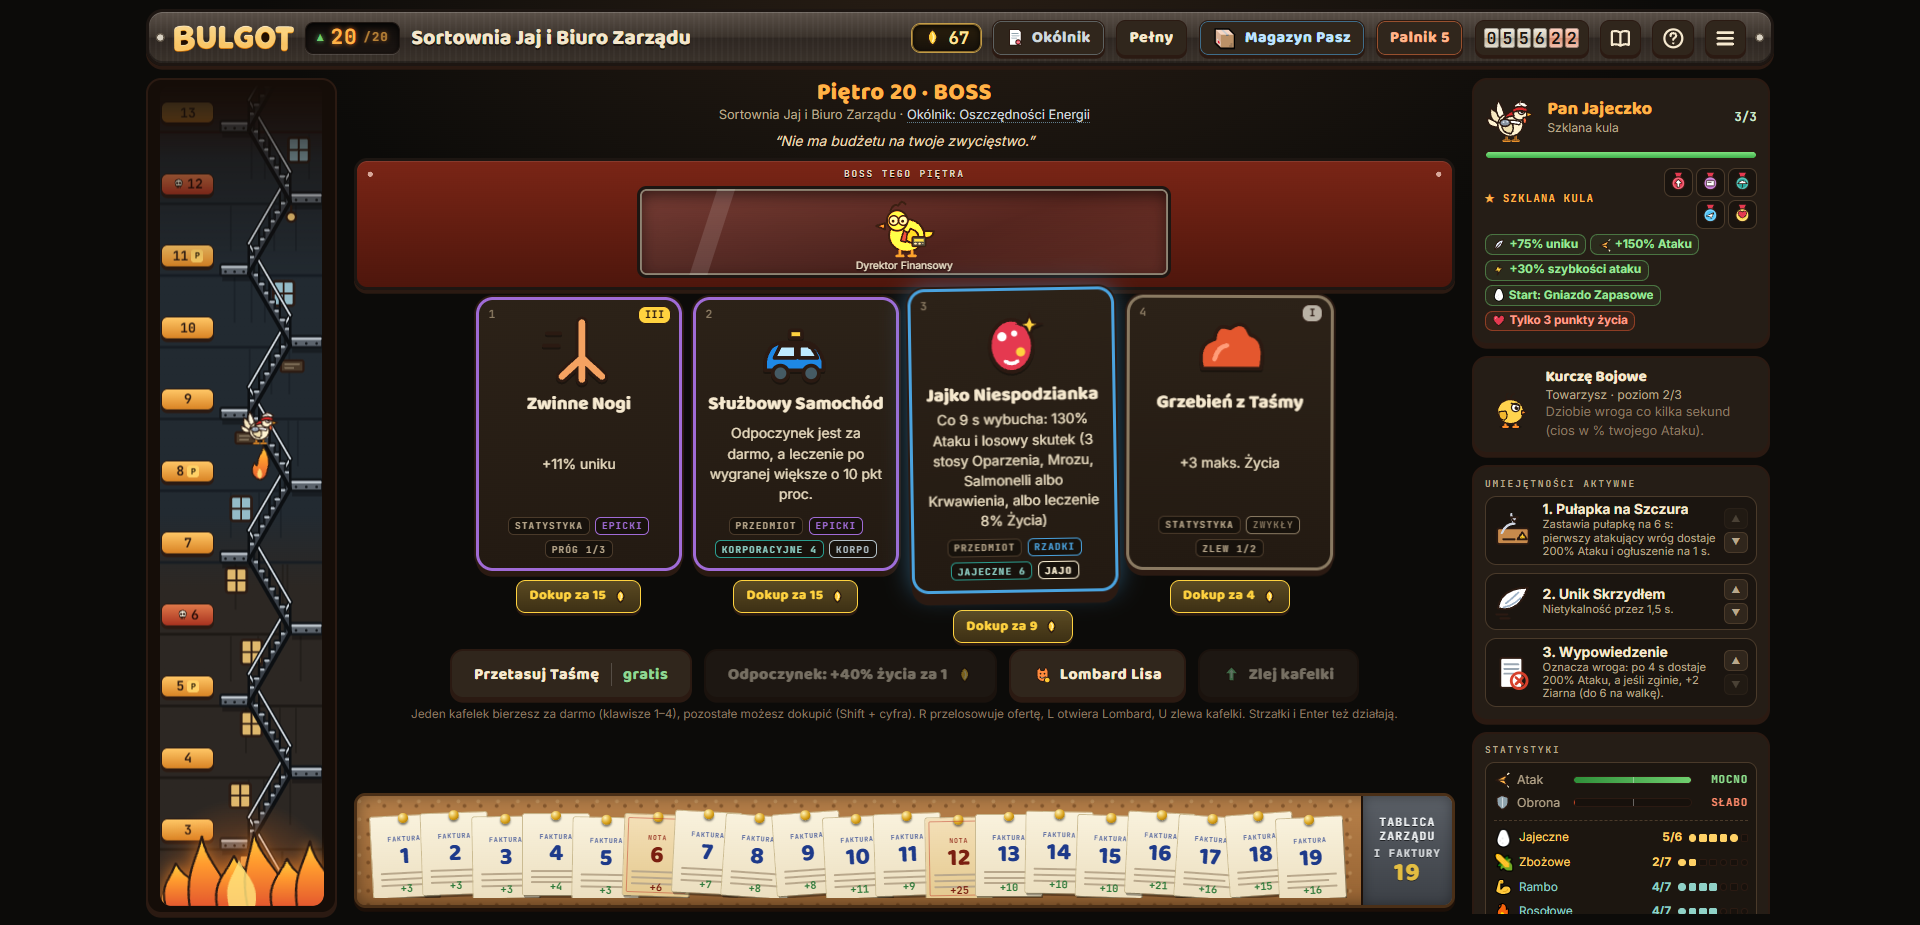 BULGOT
▲ 20 /20
Sortownia Jaj i Biuro Zarządu
67
Okólnik
Pełny
Magazyn Pasz
Palnik 5
055622
13
12
11 P
10
9
8 P
7
6
5 P
4
3
Piętro 20 · BOSS
Sortownia Jaj i Biuro Zarządu · Okólnik: Oszczędności Energii
“Nie ma budżetu na twoje zwycięstwo.”
BOSS TEGO PIĘTRA
Dyrektor Finansowy
1
III
Zwinne Nogi
+11% uniku
STATYSTYKA
EPICKI
PRÓG 1/3
Dokup za 15
2
Służbowy Samochód
Odpoczynek jest za
darmo, a leczenie po
wygranej większe o 10 pkt
proc.
PRZEDMIOT
EPICKI
KORPORACYJNE 4
KORPO
Dokup za 15
3
Jajko Niespodzianka
Co 9 s wybucha: 130%
Ataku i losowy skutek (3
stosy Oparzenia, Mrozu,
Salmonelli albo
Krwawienia, albo leczenie
8% Życia)
PRZEDMIOT
RZADKI
JAJECZNE 6
JAJO
Dokup za 9
4
I
Grzebień z Taśmy
+3 maks. Życia
STATYSTYKA
ZWYKŁY
ZLEW 1/2
Dokup za 4
Przetasuj Taśmę
gratis
Odpoczynek: +40% życia za 1
Lombard Lisa
Zlej kafelki
Jeden kafelek bierzesz za darmo (klawisze 1–4), pozostałe możesz dokupić (Shift + cyfra). R przelosowuje ofertę, L otwiera Lombard, U zlewa kafelki. Strzałki i Enter też działają.
FAKTURA 1 +3
FAKTURA 2 +3
FAKTURA 3 +3
FAKTURA 4 +4
FAKTURA 5 +3
NOTA 6 +6
FAKTURA 7 +7
FAKTURA 8 +8
FAKTURA 9 +8
FAKTURA 10 +11
FAKTURA 11 +9
NOTA 12 +25
FAKTURA 13 +10
FAKTURA 14 +10
FAKTURA 15 +10
FAKTURA 16 +21
FAKTURA 17 +16
FAKTURA 18 +15
FAKTURA 19 +16
TABLICA
ZARZĄDU
I FAKTURY
19
Pan Jajeczko
Szklana kula
3/3
★ SZKLANA KULA
+75% uniku
+150% Ataku
+30% szybkości ataku
Start: Gniazdo Zapasowe
Tylko 3 punkty życia
Kurczę Bojowe
Towarzysz · poziom 2/3
Dziobie wroga co kilka sekund
(cios w % twojego Ataku).
UMIEJĘTNOŚCI AKTYWNE
1. Pułapka na Szczura
Zastawia pułapkę na 6 s:
pierwszy atakujący wróg dostaje
200% Ataku i ogłuszenie na 1 s.
2. Unik Skrzydłem
Nietykalność przez 1,5 s.
3. Wypowiedzenie
Oznacza wroga: po 4 s dostaje
200% Ataku, a jeśli zginie, +2
Ziarna (do 6 na walkę).
STATYSTYKI
Atak
MOCNO
Obrona
SŁABO
Jajeczne
5/6
Zbożowe
2/7
Rambo
4/7
Rosołowe
4/7